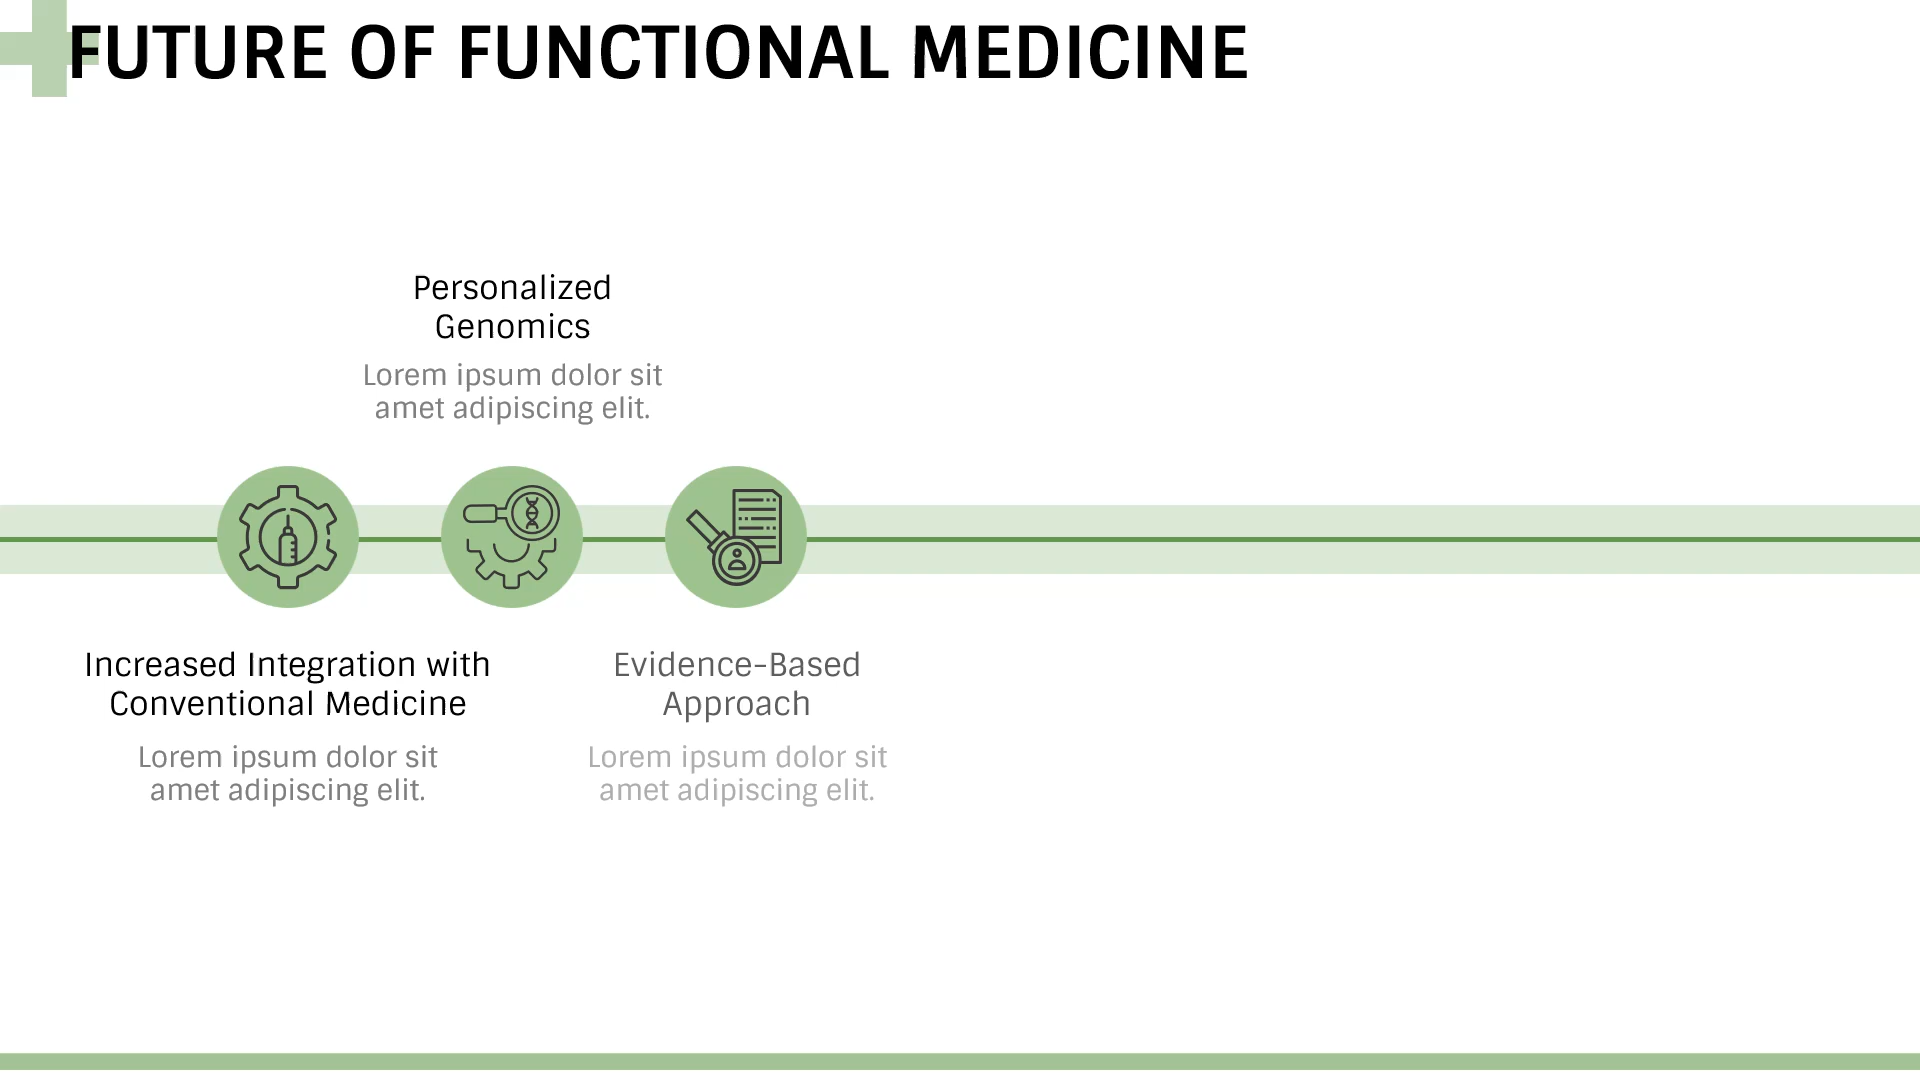 FUTURE OF FUNCTIONAL MEDICINE
Personalized
Genomics
Lorem ipsum dolor sit
amet adipiscing elit.
Increased Integration with
Conventional Medicine
Lorem ipsum dolor sit
amet adipiscing elit.
Evidence-Based
Approach
Lorem ipsum dolor sit
amet adipiscing elit.